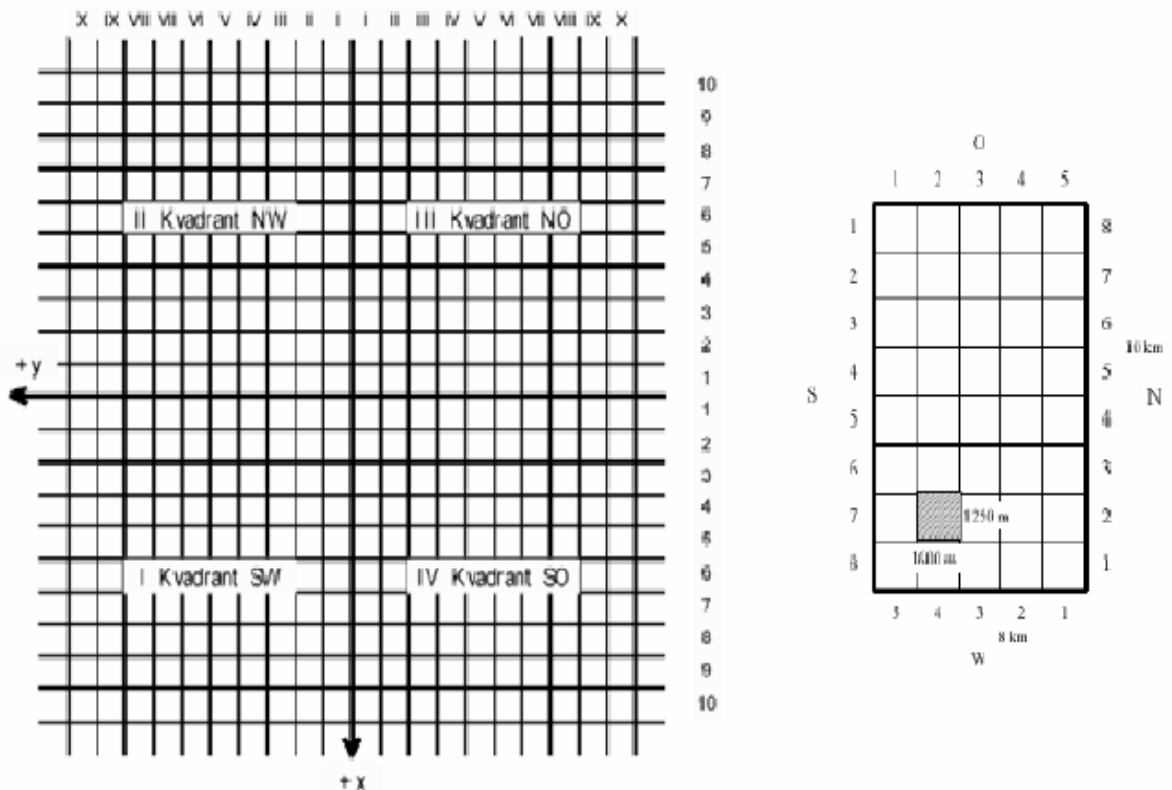 X IX VIII VII VI V IV III II I I II III IV V VI VII VIII IX X
10
9
8
7
II Kvadrant NW III Kvadrant NÖ 6
5
4
3
2
+y
1
1
2
3
4
5
I Kvadrant SW IV Kvadrant SO 6
7
8
9
10
+x
O
1 2 3 4 5
1 8
2 7
3 6
10 km
4 5
S N
5 4
6 3
7 1250 m 2
8 1600 m 1
5 4 3 2 1
8 km
W